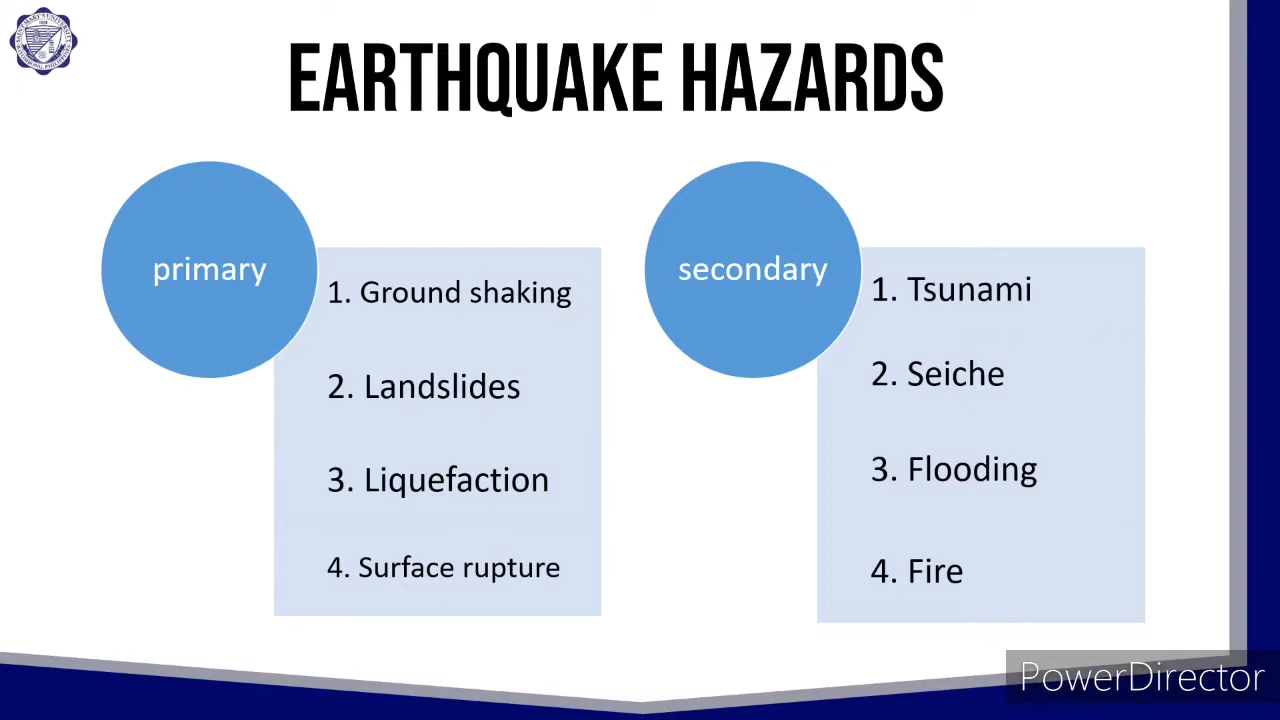 EARTHQUAKE HAZARDS
primary
1. Ground shaking
2. Landslides
3. Liquefaction
4. Surface rupture
secondary
1. Tsunami
2. Seiche
3. Flooding
4. Fire
PowerDirector